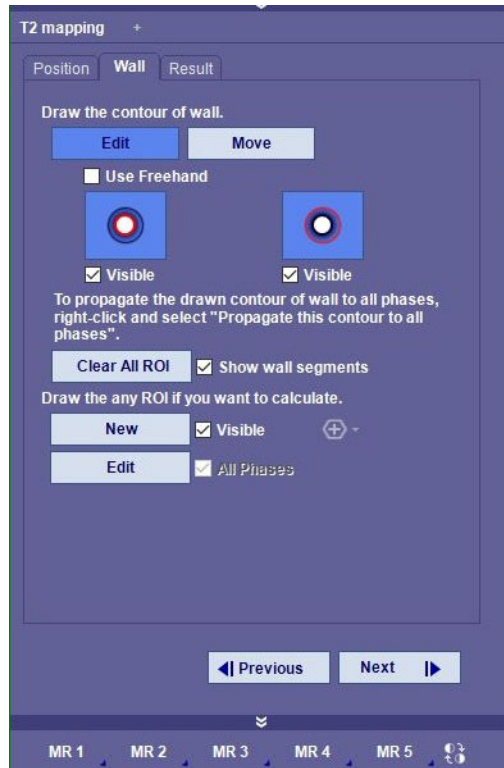 T2 mapping +
Position Wall Result
Draw the contour of wall.
Edit Move
Use Freehand
Visible Visible
To propagate the drawn contour of wall to all phases,
right-click and select "Propagate this contour to all
phases".
Clear All ROI Show wall segments
Draw the any ROI if you want to calculate.
New Visible
Edit All Phases
Previous Next
MR 1 MR 2 MR 3 MR 4 MR 5